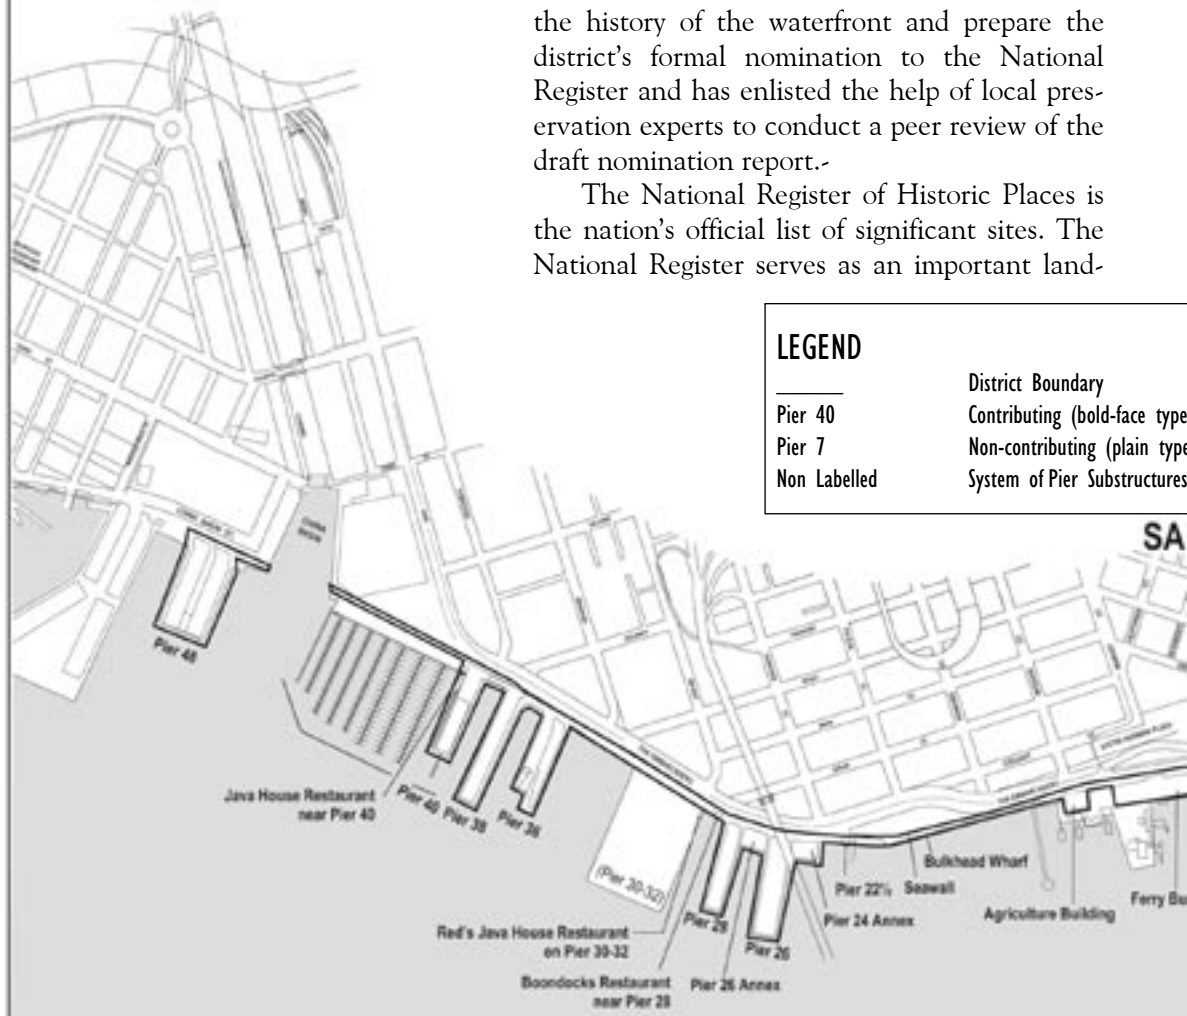 the history of the waterfront and prepare the
district’s formal nomination to the National
Register and has enlisted the help of local pres-
ervation experts to conduct a peer review of the
draft nomination report.-
The National Register of Historic Places is
the nation’s official list of significant sites. The
National Register serves as an important land-
LEGEND
District Boundary
Pier 40 Contributing (bold-face type
Pier 7 Non-contributing (plain type
Non Labelled System of Pier Substructures
SA
CHINA
BASIN
Pier 48
Java House Restaurant
near Pier 40
Pier 40
Pier 38
Pier 36
(Pier 30-32)
Red's Java House Restaurant
on Pier 30-32
Boondocks Restaurant
near Pier 28
Pier 28
Pier 26 Annex
Pier 26
Pier 24 Annex
Pier 22½
Seawall
Bulkhead Wharf
Agriculture Building
Ferry Bu